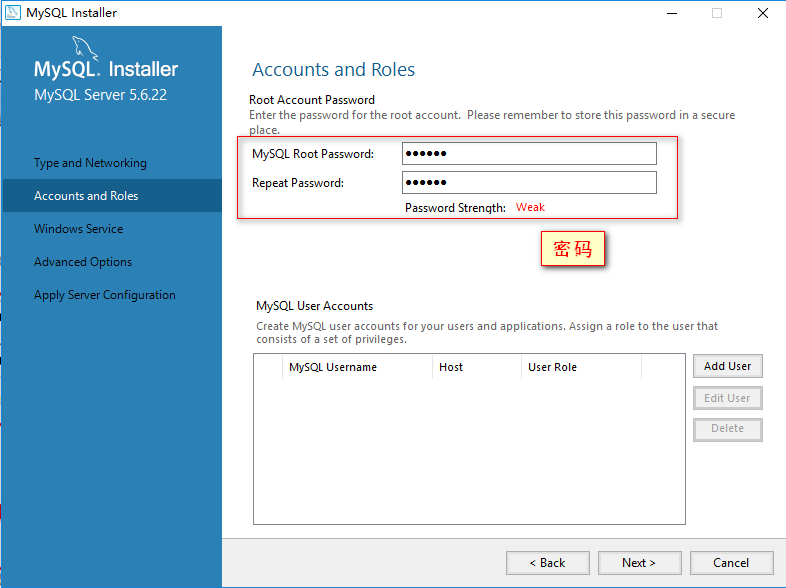 MySQL Installer
MySQL. Installer
MySQL Server 5.6.22
Type and Networking
Accounts and Roles
Windows Service
Advanced Options
Apply Server Configuration
Accounts and Roles
Root Account Password
Enter the password for the root account. Please remember to store this password in a secure
place.
MySQL Root Password: ●●●●●●
Repeat Password: ●●●●●●
Password Strength: Weak
密码
MySQL User Accounts
Create MySQL user accounts for your users and applications. Assign a role to the user that
consists of a set of privileges.
MySQL Username Host User Role
Add User
Edit User
Delete
< Back Next > Cancel